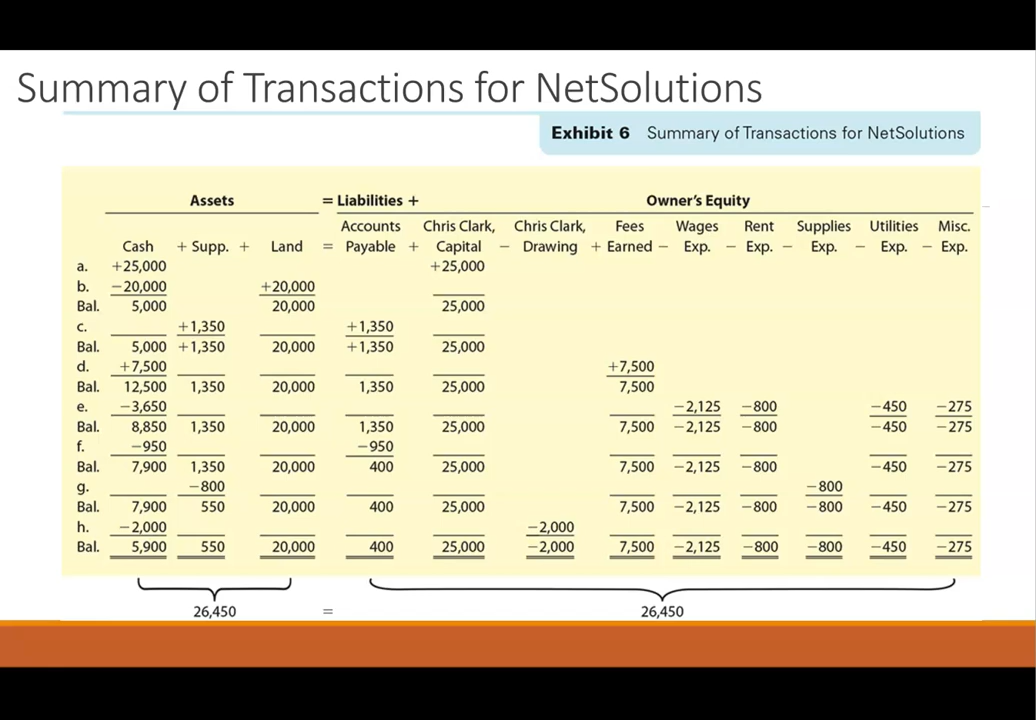 Summary of Transactions for NetSolutions
Exhibit 6 Summary of Transactions for NetSolutions
Assets = Liabilities + Owner's Equity
Accounts Chris Clark, Chris Clark, Fees Wages Rent Supplies Utilities Misc.
Cash + Supp. + Land = Payable + Capital − Drawing + Earned − Exp. − Exp. − Exp. − Exp. − Exp.
a. +25,000 +25,000
b. −20,000 +20,000
Bal. 5,000 20,000 25,000
c. +1,350 +1,350
Bal. 5,000 +1,350 20,000 +1,350 25,000
d. +7,500 +7,500
Bal. 12,500 1,350 20,000 1,350 25,000 7,500
e. −3,650 −2,125 −800 −450 −275
Bal. 8,850 1,350 20,000 1,350 25,000 7,500 −2,125 −800 −450 −275
f. −950 −950
Bal. 7,900 1,350 20,000 400 25,000 7,500 −2,125 −800 −450 −275
g. −800 −800
Bal. 7,900 550 20,000 400 25,000 7,500 −2,125 −800 −800 −450 −275
h. −2,000 −2,000
Bal. 5,900 550 20,000 400 25,000 −2,000 7,500 −2,125 −800 −800 −450 −275
26,450 = 26,450